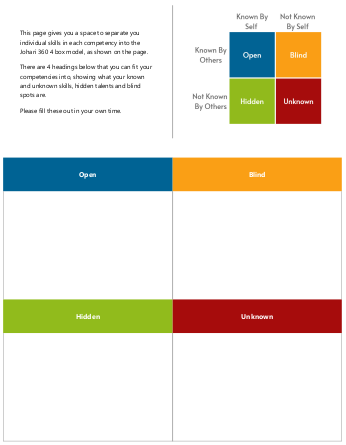 This page gives you a space to separate you
individual skills in each competency into the
Johari 360 4 box model, as shown on the page.
There are 4 headings below that you can fit your
competencies into, showing what your known
and unknown skills, hidden talents and blind
spots are.
Please fill these out in your own time.
Known By
Self
Not Known
By Self
Known By
Others
Open
Blind
Not Known
By Others
Hidden
Unknown
Open
Blind
Hidden
Unknown